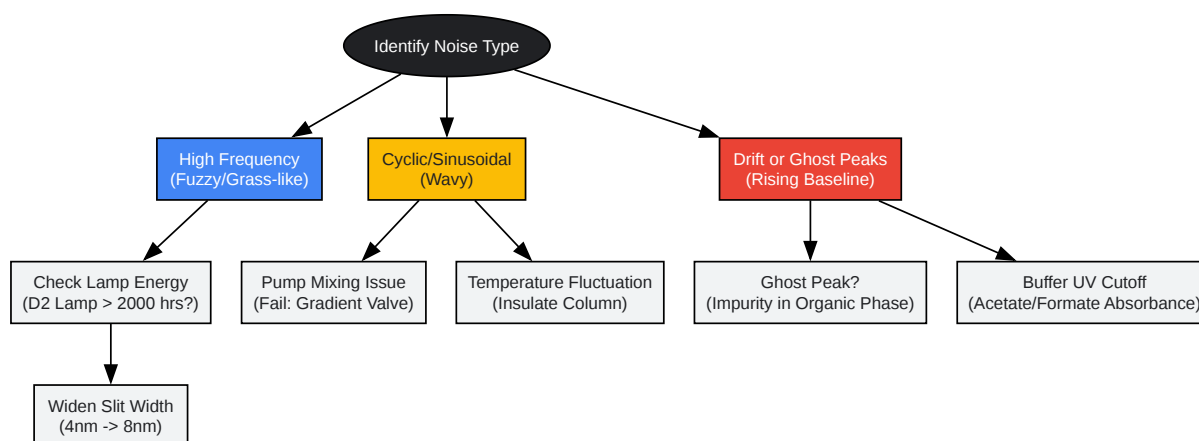 Identify Noise Type
High Frequency
(Fuzzy/Grass-like)
Cyclic/Sinusoidal
(Wavy)
Drift or Ghost Peaks
(Rising Baseline)
Check Lamp Energy
(D2 Lamp > 2000 hrs?)
Pump Mixing Issue
(Fail: Gradient Valve)
Temperature Fluctuation
(Insulate Column)
Ghost Peak?
(Impurity in Organic Phase)
Buffer UV Cutoff
(Acetate/Formate Absorbance)
Widen Slit Width
(4nm -> 8nm)